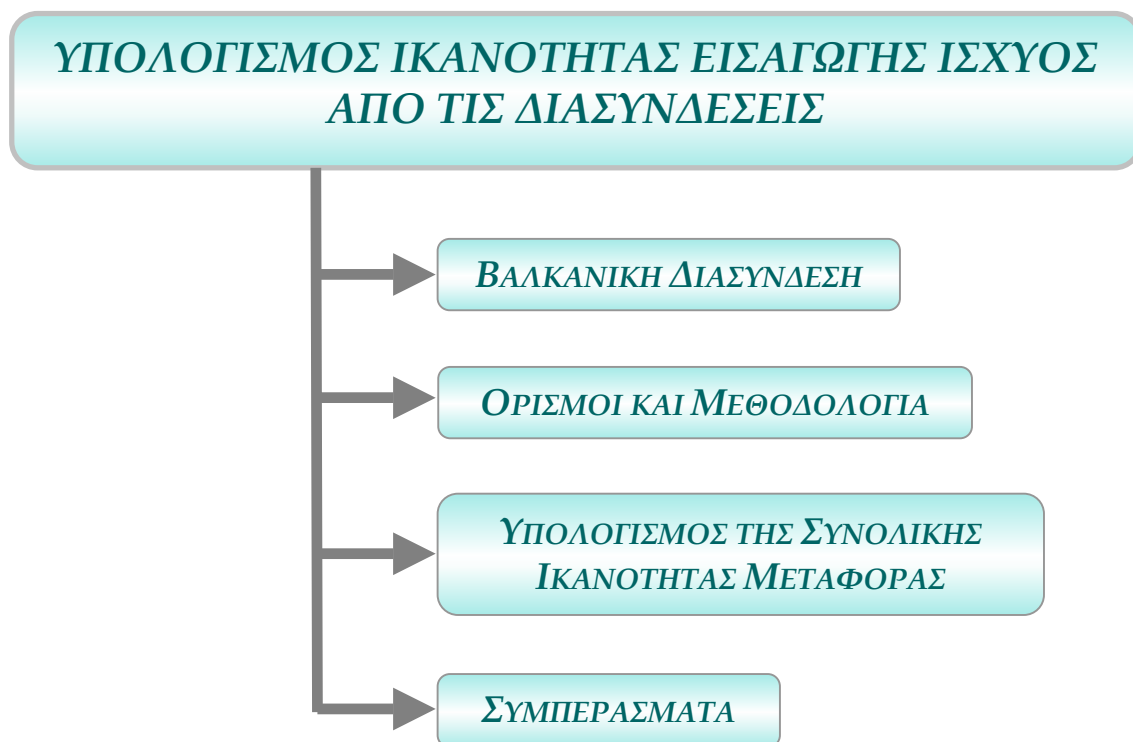 ΥΠΟΛΟΓΙΣΜΟΣ ΙΚΑΝΟΤΗΤΑΣ ΕΙΣΑΓΩΓΗΣ ΙΣΧΥΟΣ
ΑΠΟ ΤΙΣ ΔΙΑΣΥΝΔΕΣΕΙΣ
ΒΑΛΚΑΝΙΚΗ ΔΙΑΣΥΝΔΕΣΗ
ΟΡΙΣΜΟΙ ΚΑΙ ΜΕΘΟΔΟΛΟΓΙΑ
ΥΠΟΛΟΓΙΣΜΟΣ ΤΗΣ ΣΥΝΟΛΙΚΗΣ
ΙΚΑΝΟΤΗΤΑΣ ΜΕΤΑΦΟΡΑΣ
ΣΥΜΠΕΡΑΣΜΑΤΑ